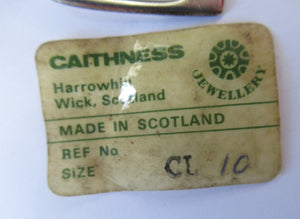 CAITHNESS
Harrowhill
Wick, Scotland
JEWELLERY
MADE IN SCOTLAND
REF No
SIZE CL 10